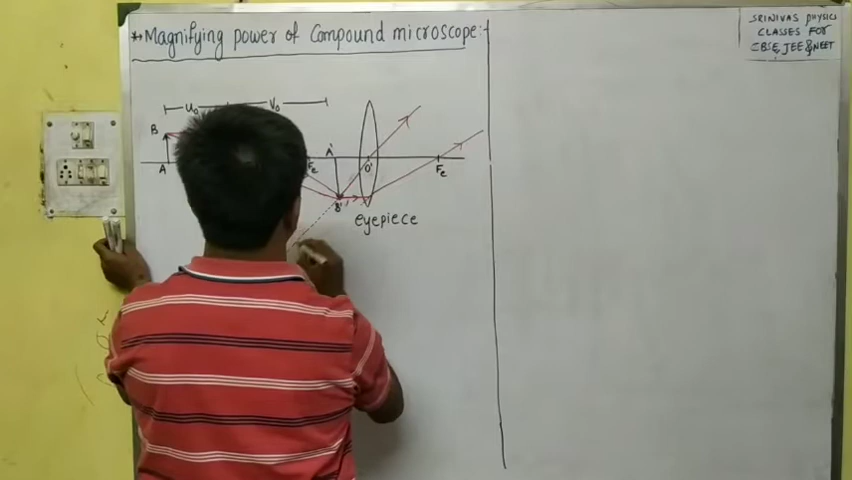 Magnifying power of Compound microscope:-
SRINIVAS PHYSICS
CLASSES FOR
CBSE, JEE & NEET
u₀
V₀
B
A
Fe
A'
O'
Fe
B'
eyepiece